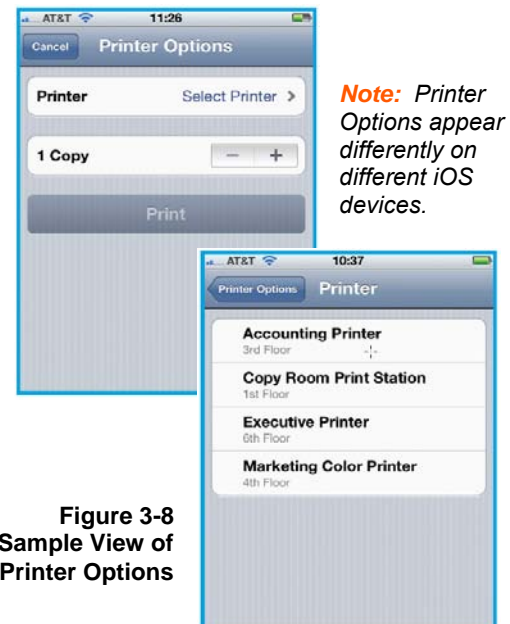 AT&T 11:26
Cancel Printer Options
Printer Select Printer >
1 Copy - +
Print
Note: Printer
Options appear
differently on
different iOS
devices.
AT&T 10:37
Printer Options Printer
Accounting Printer
3rd Floor
Copy Room Print Station
1st Floor
Executive Printer
6th Floor
Marketing Color Printer
4th Floor
Figure 3-8
Sample View of
Printer Options